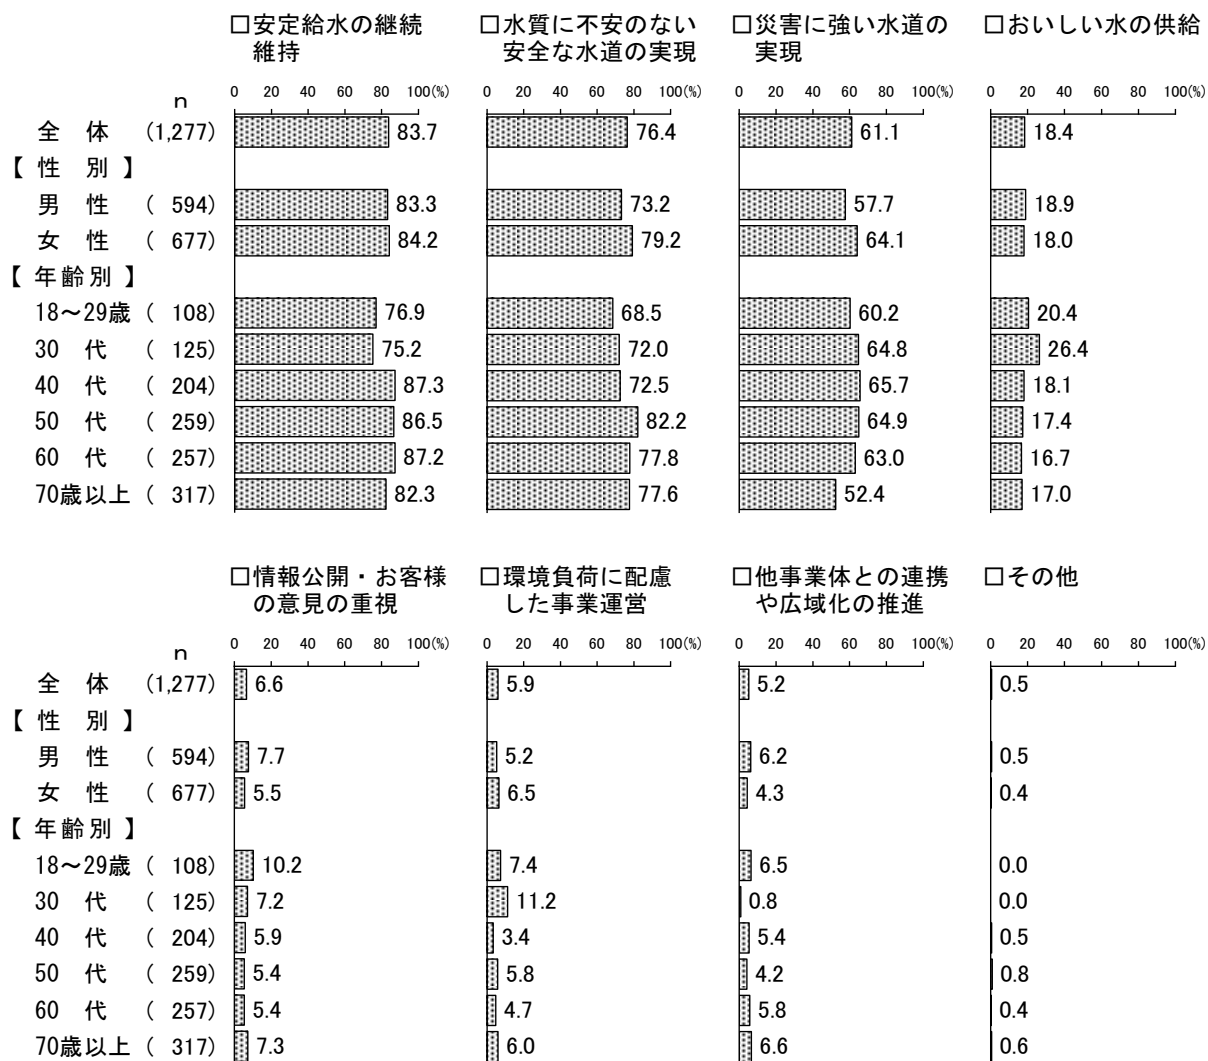 □安定給水の継続 □水質に不安のない □災害に強い水道の □おいしい水の供給
維持 安全な水道の実現 実現
n 0 20 40 60 80 100(%) 0 20 40 60 80 100(%) 0 20 40 60 80 100(%) 0 20 40 60 80 100(%)
全 体 (1,277) 83.7 76.4 61.1 18.4
【 性 別 】
男 性 ( 594) 83.3 73.2 57.7 18.9
女 性 ( 677) 84.2 79.2 64.1 18.0
【 年齢別 】
18～29歳 ( 108) 76.9 68.5 60.2 20.4
30 代 ( 125) 75.2 72.0 64.8 26.4
40 代 ( 204) 87.3 72.5 65.7 18.1
50 代 ( 259) 86.5 82.2 64.9 17.4
60 代 ( 257) 87.2 77.8 63.0 16.7
70歳以上 ( 317) 82.3 77.6 52.4 17.0
□情報公開・お客様 □環境負荷に配慮 □他事業体との連携 □その他
の意見の重視 した事業運営 や広域化の推進
n 0 20 40 60 80 100(%) 0 20 40 60 80 100(%) 0 20 40 60 80 100(%) 0 20 40 60 80 100(%)
全 体 (1,277) 6.6 5.9 5.2 0.5
【 性 別 】
男 性 ( 594) 7.7 5.2 6.2 0.5
女 性 ( 677) 5.5 6.5 4.3 0.4
【 年齢別 】
18～29歳 ( 108) 10.2 7.4 6.5 0.0
30 代 ( 125) 7.2 11.2 0.8 0.0
40 代 ( 204) 5.9 3.4 5.4 0.5
50 代 ( 259) 5.4 5.8 4.2 0.8
60 代 ( 257) 5.4 4.7 5.8 0.4
70歳以上 ( 317) 7.3 6.0 6.6 0.6